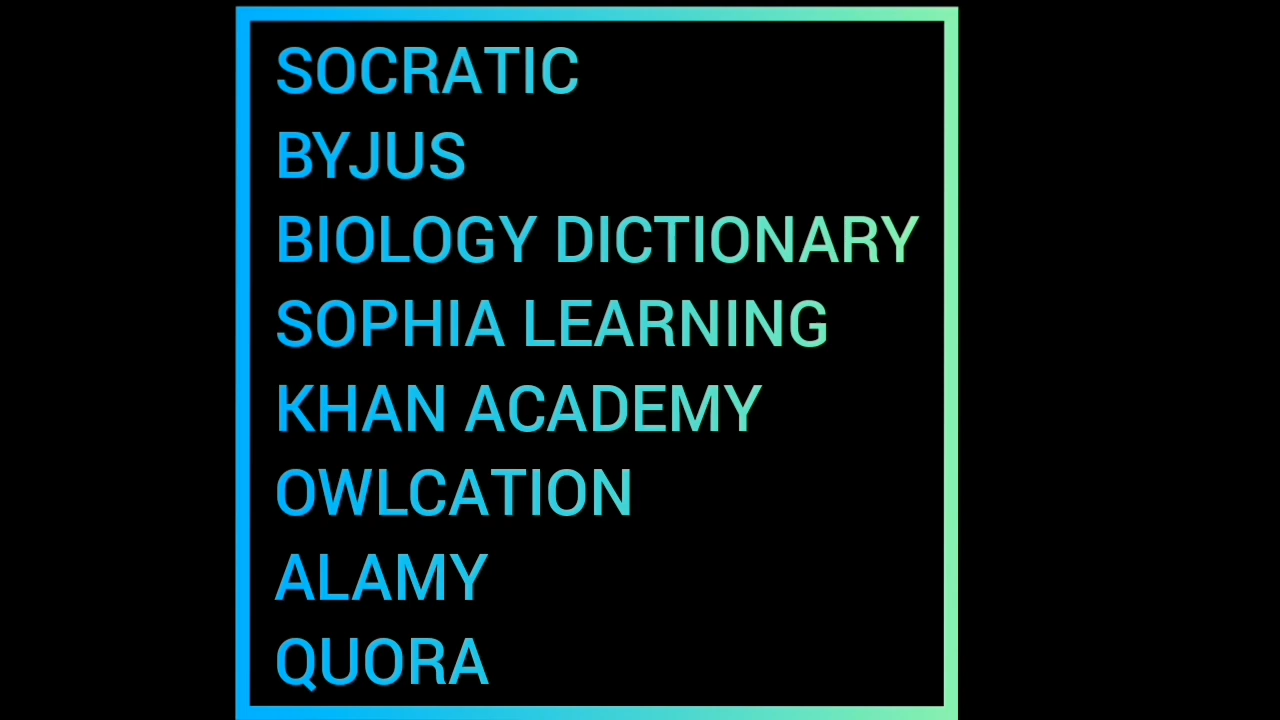 SOCRATIC
BYJUS
BIOLOGY DICTIONARY
SOPHIA LEARNING
KHAN ACADEMY
OWLCATION
ALAMY
QUORA